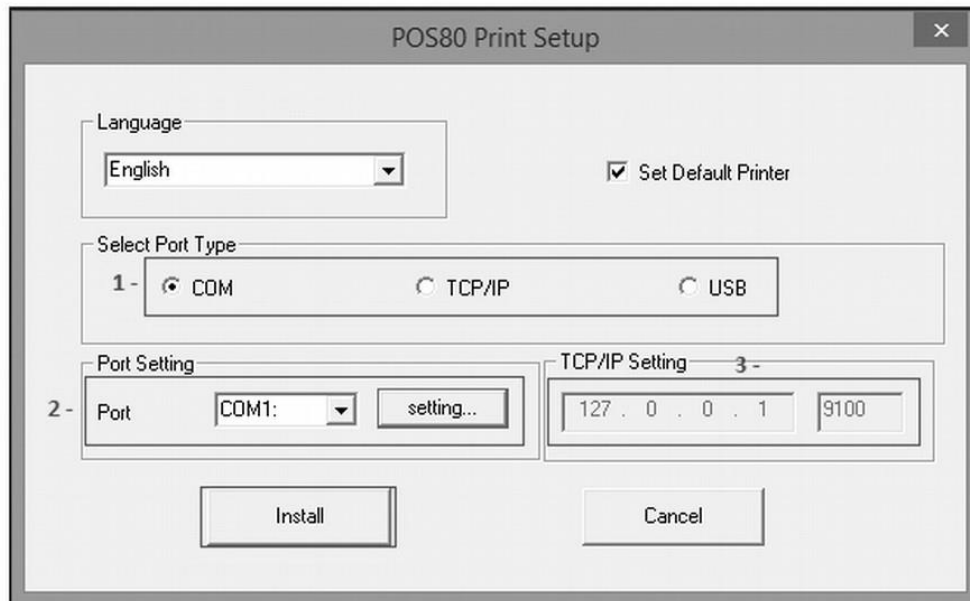 POS80 Print Setup
Language
English
Set Default Printer
Select Port Type
1 - COM TCP/IP USB
Port Setting
2 - Port COM1: setting...
TCP/IP Setting 3 -
127 . 0 . 0 . 1 9100
Install Cancel